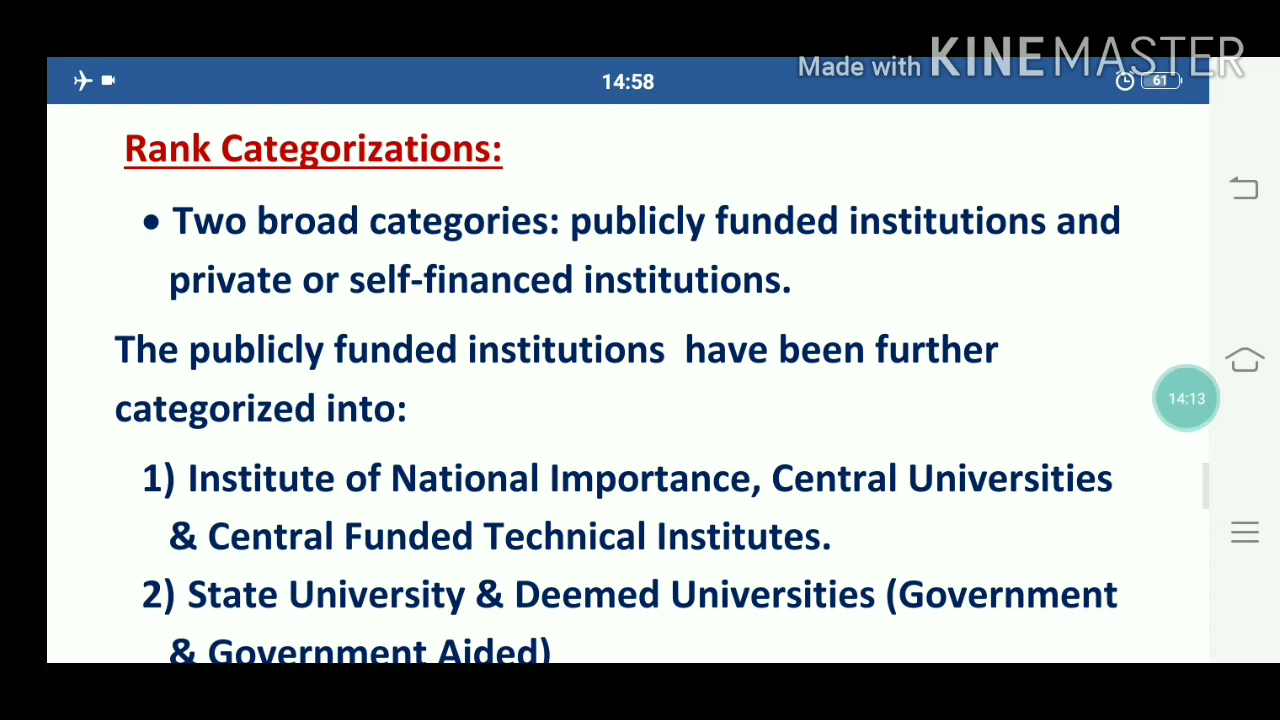 Made with KINEMASTER
14:58
61
Rank Categorizations:
• Two broad categories: publicly funded institutions and
private or self-financed institutions.
The publicly funded institutions have been further
categorized into:
14:13
1) Institute of National Importance, Central Universities
& Central Funded Technical Institutes.
2) State University & Deemed Universities (Government
& Government Aided)